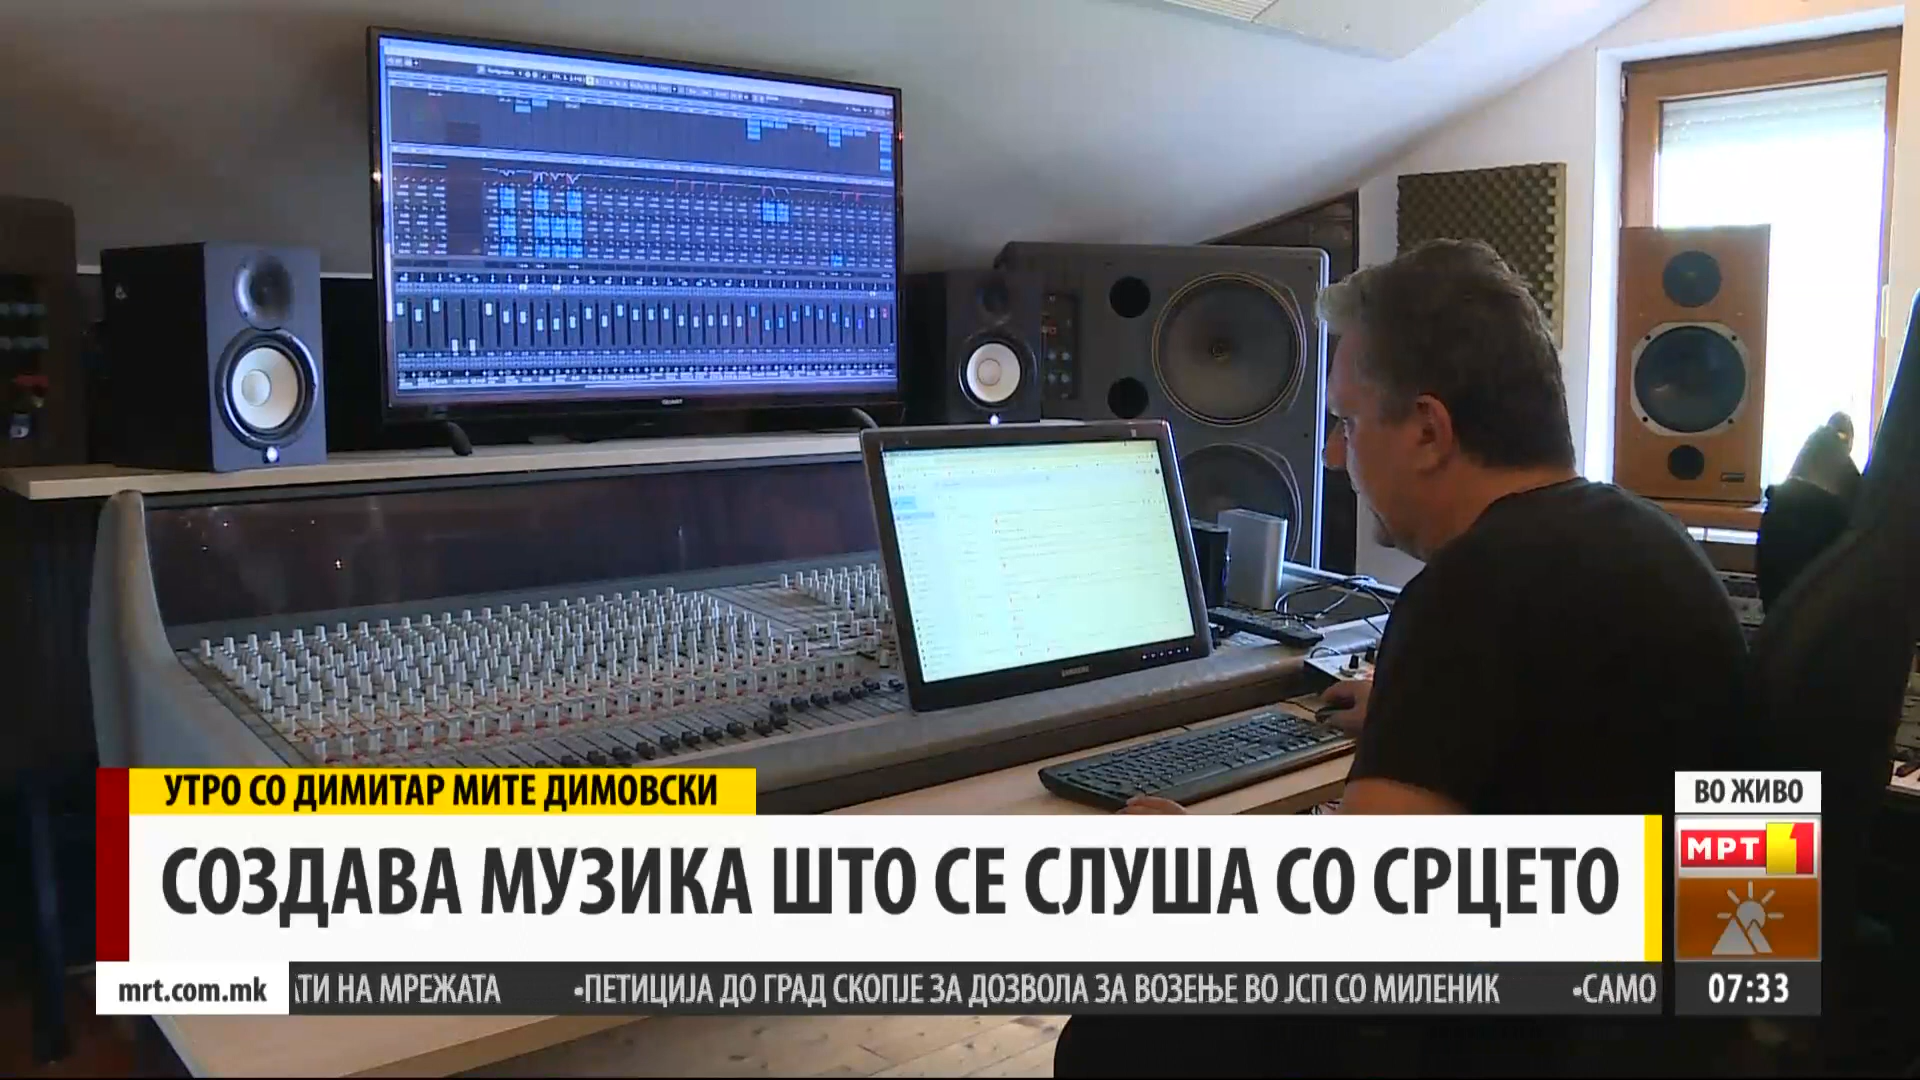 УТРО СО ДИМИТАР МИТЕ ДИМОВСКИ
СОЗДАВА МУЗИКА ШТО СЕ СЛУША СО СРЦЕТО
ВО ЖИВО
МРТ 1
mrt.com.mk
НА МРЕЖАТА •ПЕТИЦИЈА ДО ГРАД СКОПЈЕ ЗА ДОЗВОЛА ЗА ВОЗЕЊЕ ВО ЈСП СО МИЛЕНИК •САМО
07:33
SAMSUNG